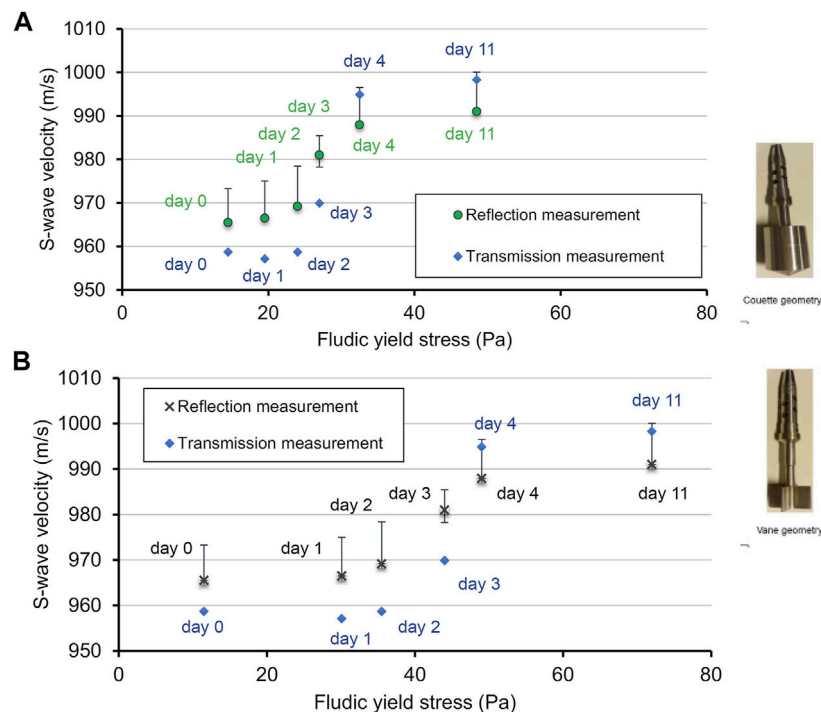 A
1010
1000
990
980
970
960
950
S-wave velocity (m/s)
day 0
day 1
day 2
day 3
day 4
day 11
day 0
day 1
day 2
day 3
day 4
day 11
Reflection measurement
Transmission measurement
0 20 40 60 80
Fludic yield stress (Pa)
Couette geometry
B
1010
1000
990
980
970
960
950
S-wave velocity (m/s)
Reflection measurement
Transmission measurement
day 0
day 1
day 2
day 3
day 4
day 11
day 0
day 1
day 2
day 3
day 4
day 11
0 20 40 60 80
Fludic yield stress (Pa)
Vane geometry